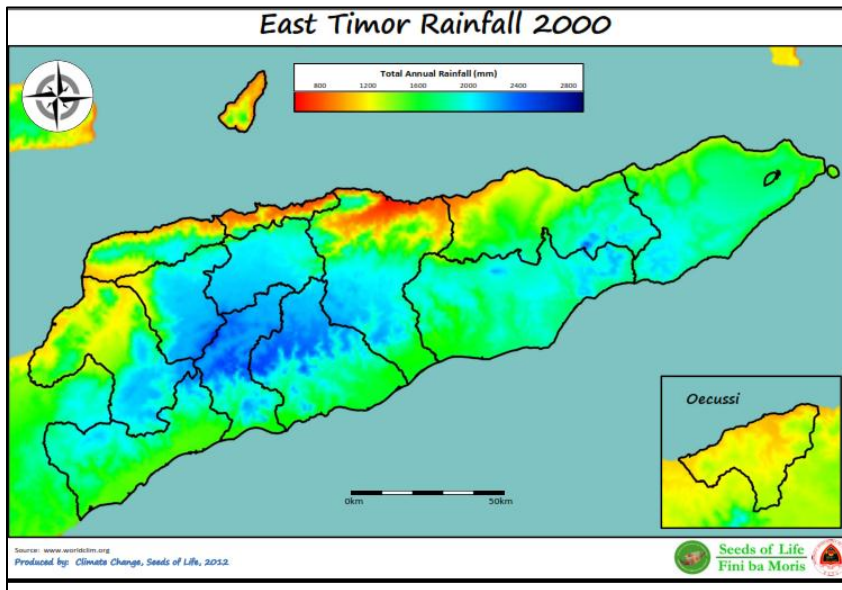 East Timor Rainfall 2000
Total Annual Rainfall (mm)
800 1200 1600 2000 2400 2800
Oecussi
0km 50km
Source: www.worldclim.org
Produced by: Climate Change, Seeds of Life, 2012
Seeds of Life
Fini ba Moris